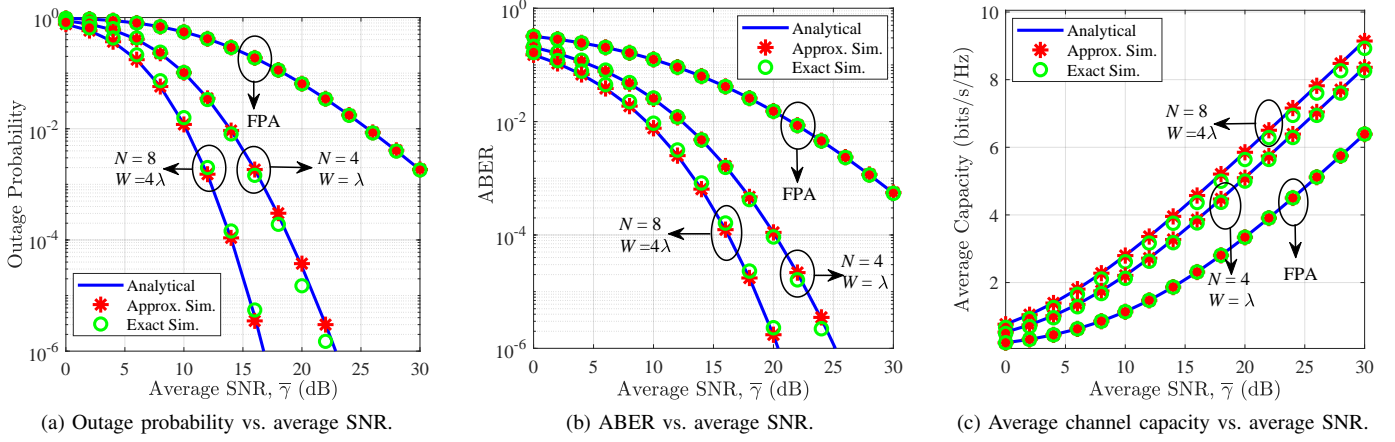 Outage Probability
10^0
10^-2
10^-4
10^-6
0 5 10 15 20 25 30
Average SNR, γ̅ (dB)
FPA
N = 8
W = 4λ
N = 4
W = λ
Analytical
Approx. Sim.
Exact Sim.
(a) Outage probability vs. average SNR.
ABER
10^0
10^-2
10^-4
10^-6
0 5 10 15 20 25 30
Average SNR, γ̅ (dB)
Analytical
Approx. Sim.
Exact Sim.
FPA
N = 8
W = 4λ
N = 4
W = λ
(b) ABER vs. average SNR.
Average Capacity (bits/s/Hz)
10
8
6
4
2
0 5 10 15 20 25 30
Average SNR, γ̅ (dB)
Analytical
Approx. Sim.
Exact Sim.
N = 8
W = 4λ
N = 4
W = λ
FPA
(c) Average channel capacity vs. average SNR.